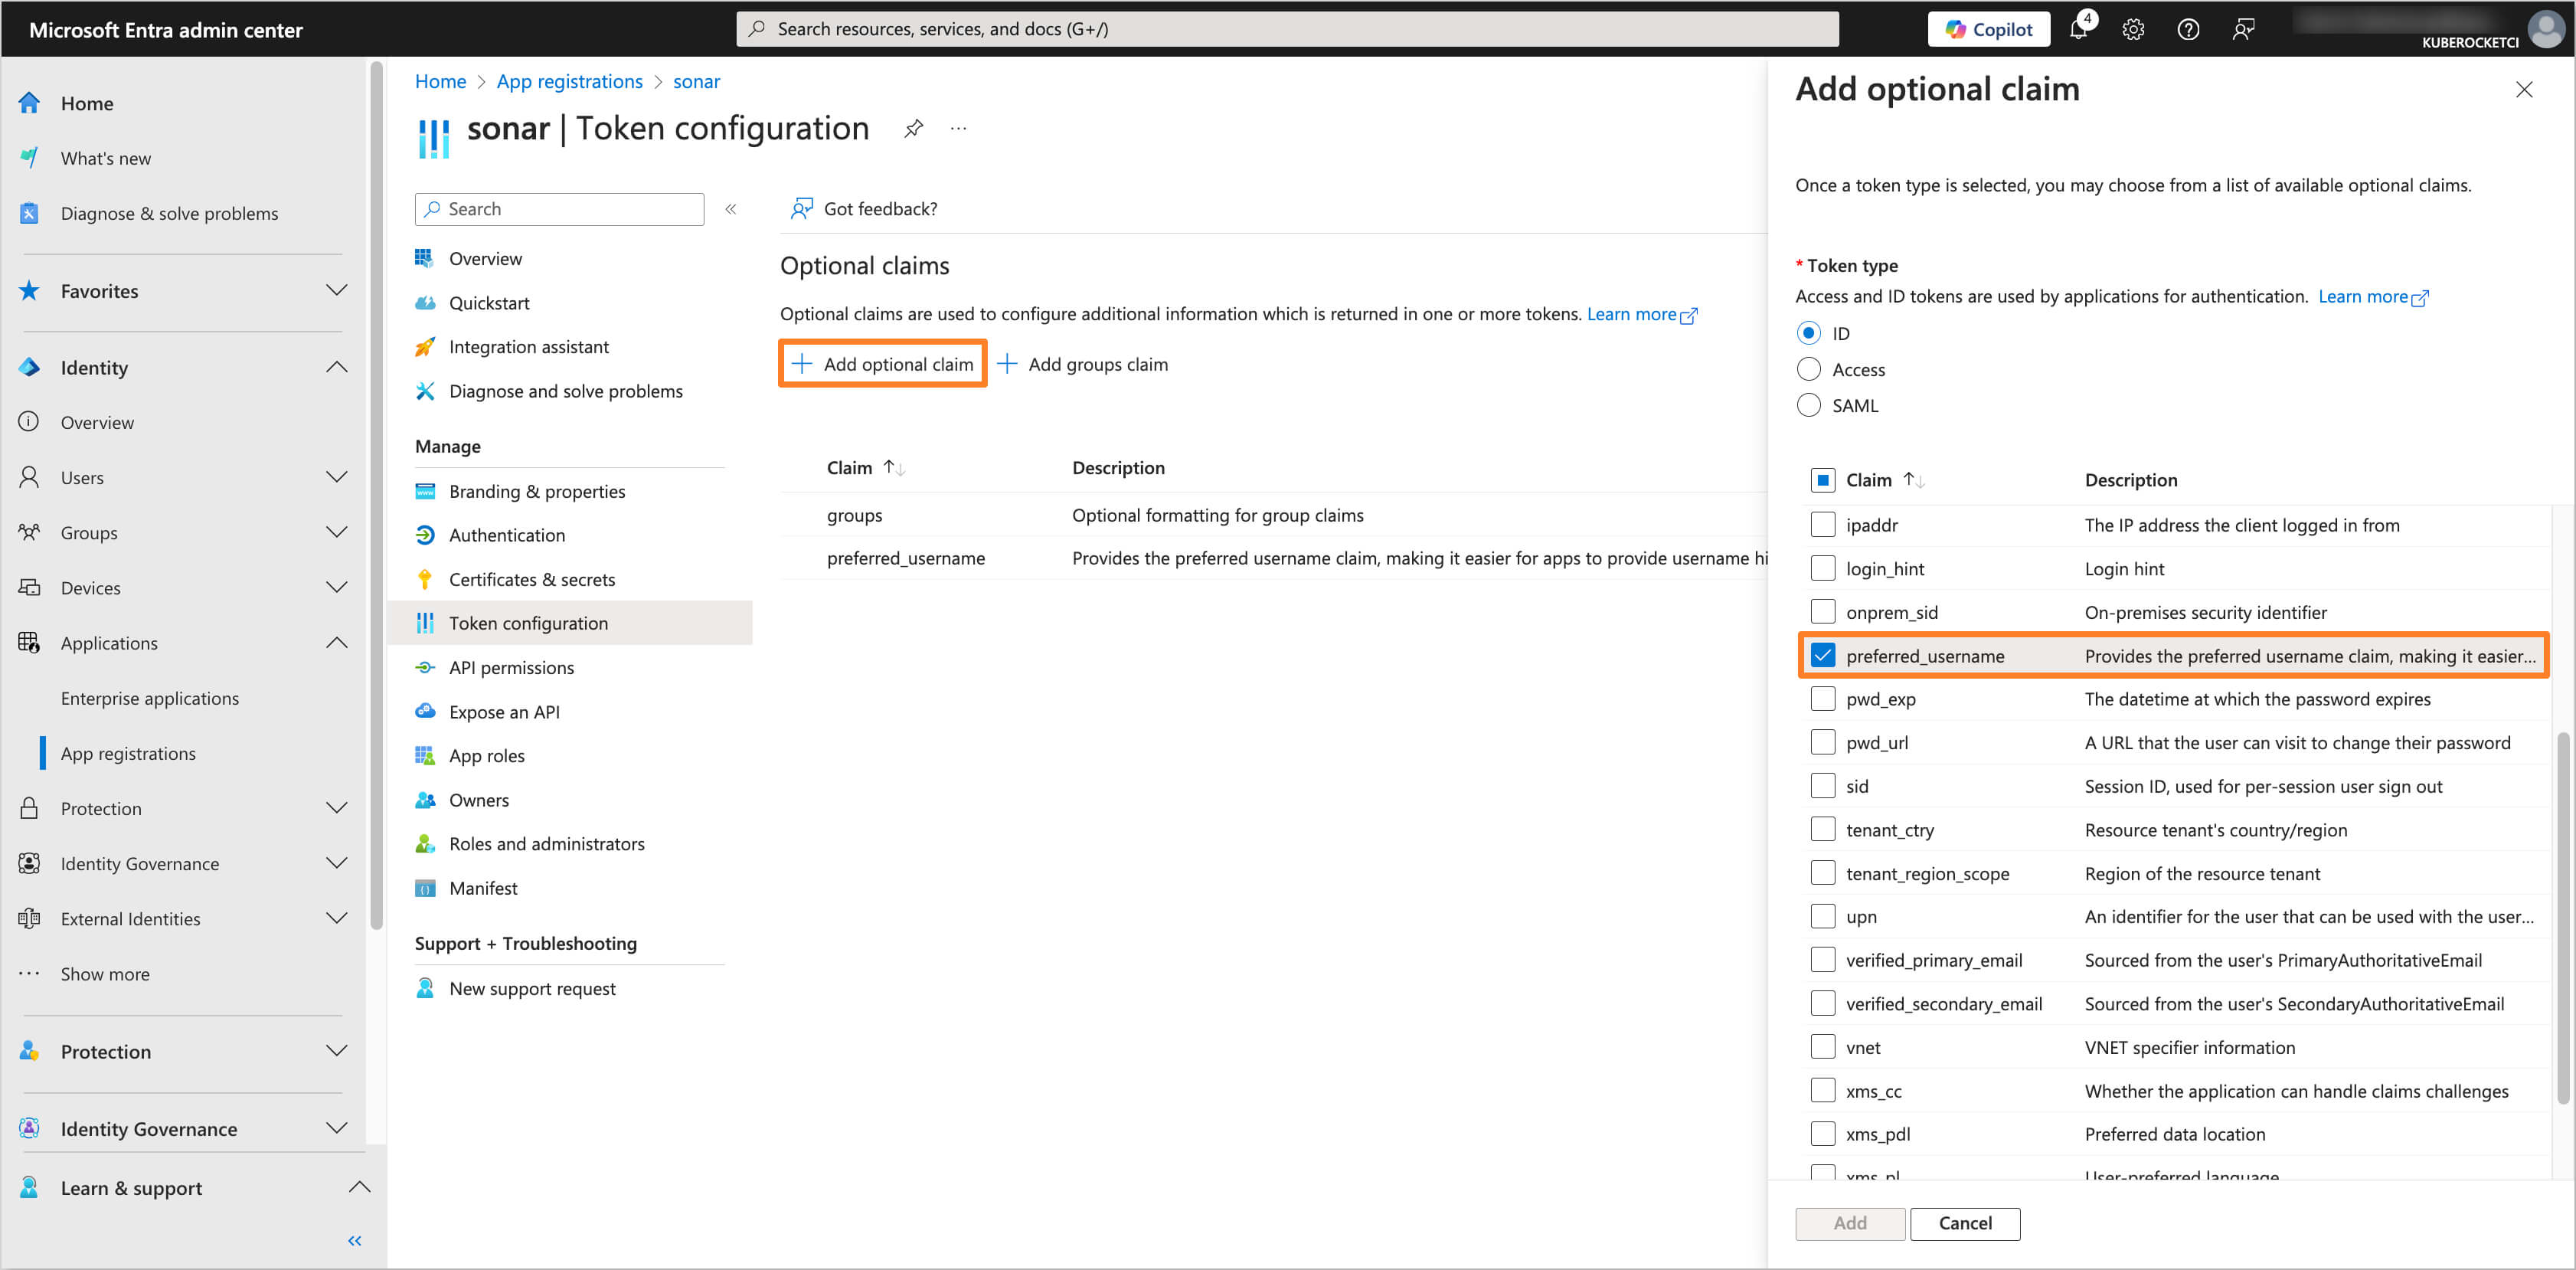 Microsoft Entra admin center
Search resources, services, and docs (G+/)
Copilot
4
KUBEROCKETCI
Home
What's new
Diagnose & solve problems
Favorites
Identity
Overview
Users
Groups
Devices
Applications
Enterprise applications
App registrations
Protection
Identity Governance
External Identities
Show more
Protection
Identity Governance
Learn & support
Home > App registrations > sonar
sonar | Token configuration
Search
Overview
Quickstart
Integration assistant
Diagnose and solve problems
Manage
Branding & properties
Authentication
Certificates & secrets
Token configuration
API permissions
Expose an API
App roles
Owners
Roles and administrators
Manifest
Support + Troubleshooting
New support request
Got feedback?
Optional claims
Optional claims are used to configure additional information which is returned in one or more tokens. Learn more
Add optional claim
Add groups claim
Claim Description
groups Optional formatting for group claims
preferred_username Provides the preferred username claim, making it easier for apps to provide username hi
Add optional claim
Once a token type is selected, you may choose from a list of available optional claims.
* Token type
Access and ID tokens are used by applications for authentication. Learn more
ID
Access
SAML
Claim Description
ipaddr The IP address the client logged in from
login_hint Login hint
onprem_sid On-premises security identifier
preferred_username Provides the preferred username claim, making it easier...
pwd_exp The datetime at which the password expires
pwd_url A URL that the user can visit to change their password
sid Session ID, used for per-session user sign out
tenant_ctry Resource tenant's country/region
tenant_region_scope Region of the resource tenant
upn An identifier for the user that can be used with the user...
verified_primary_email Sourced from the user's PrimaryAuthoritativeEmail
verified_secondary_email Sourced from the user's SecondaryAuthoritativeEmail
vnet VNET specifier information
xms_cc Whether the application can handle claims challenges
xms_pdl Preferred data location
xms_pl User-preferred language
Add
Cancel